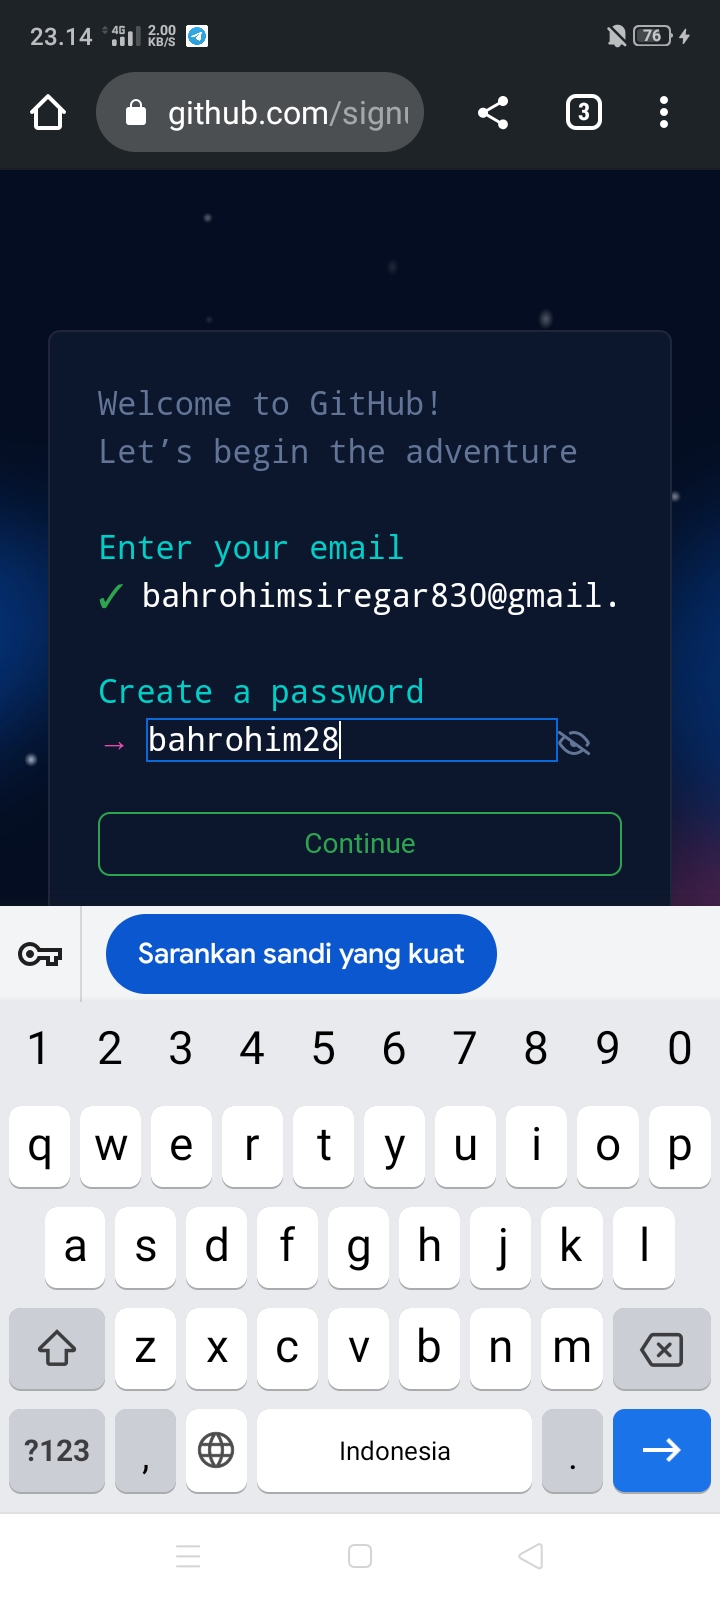 23.14 4G 2.00 KB/S 76
github.com/signu
3
Welcome to GitHub!
Let's begin the adventure
Enter your email
✓ bahrohimsiregar830@gmail.
Create a password
→ bahrohim28
Continue
Sarankan sandi yang kuat
1 2 3 4 5 6 7 8 9 0
q w e r t y u i o p
a s d f g h j k l
z x c v b n m
?123 , Indonesia .